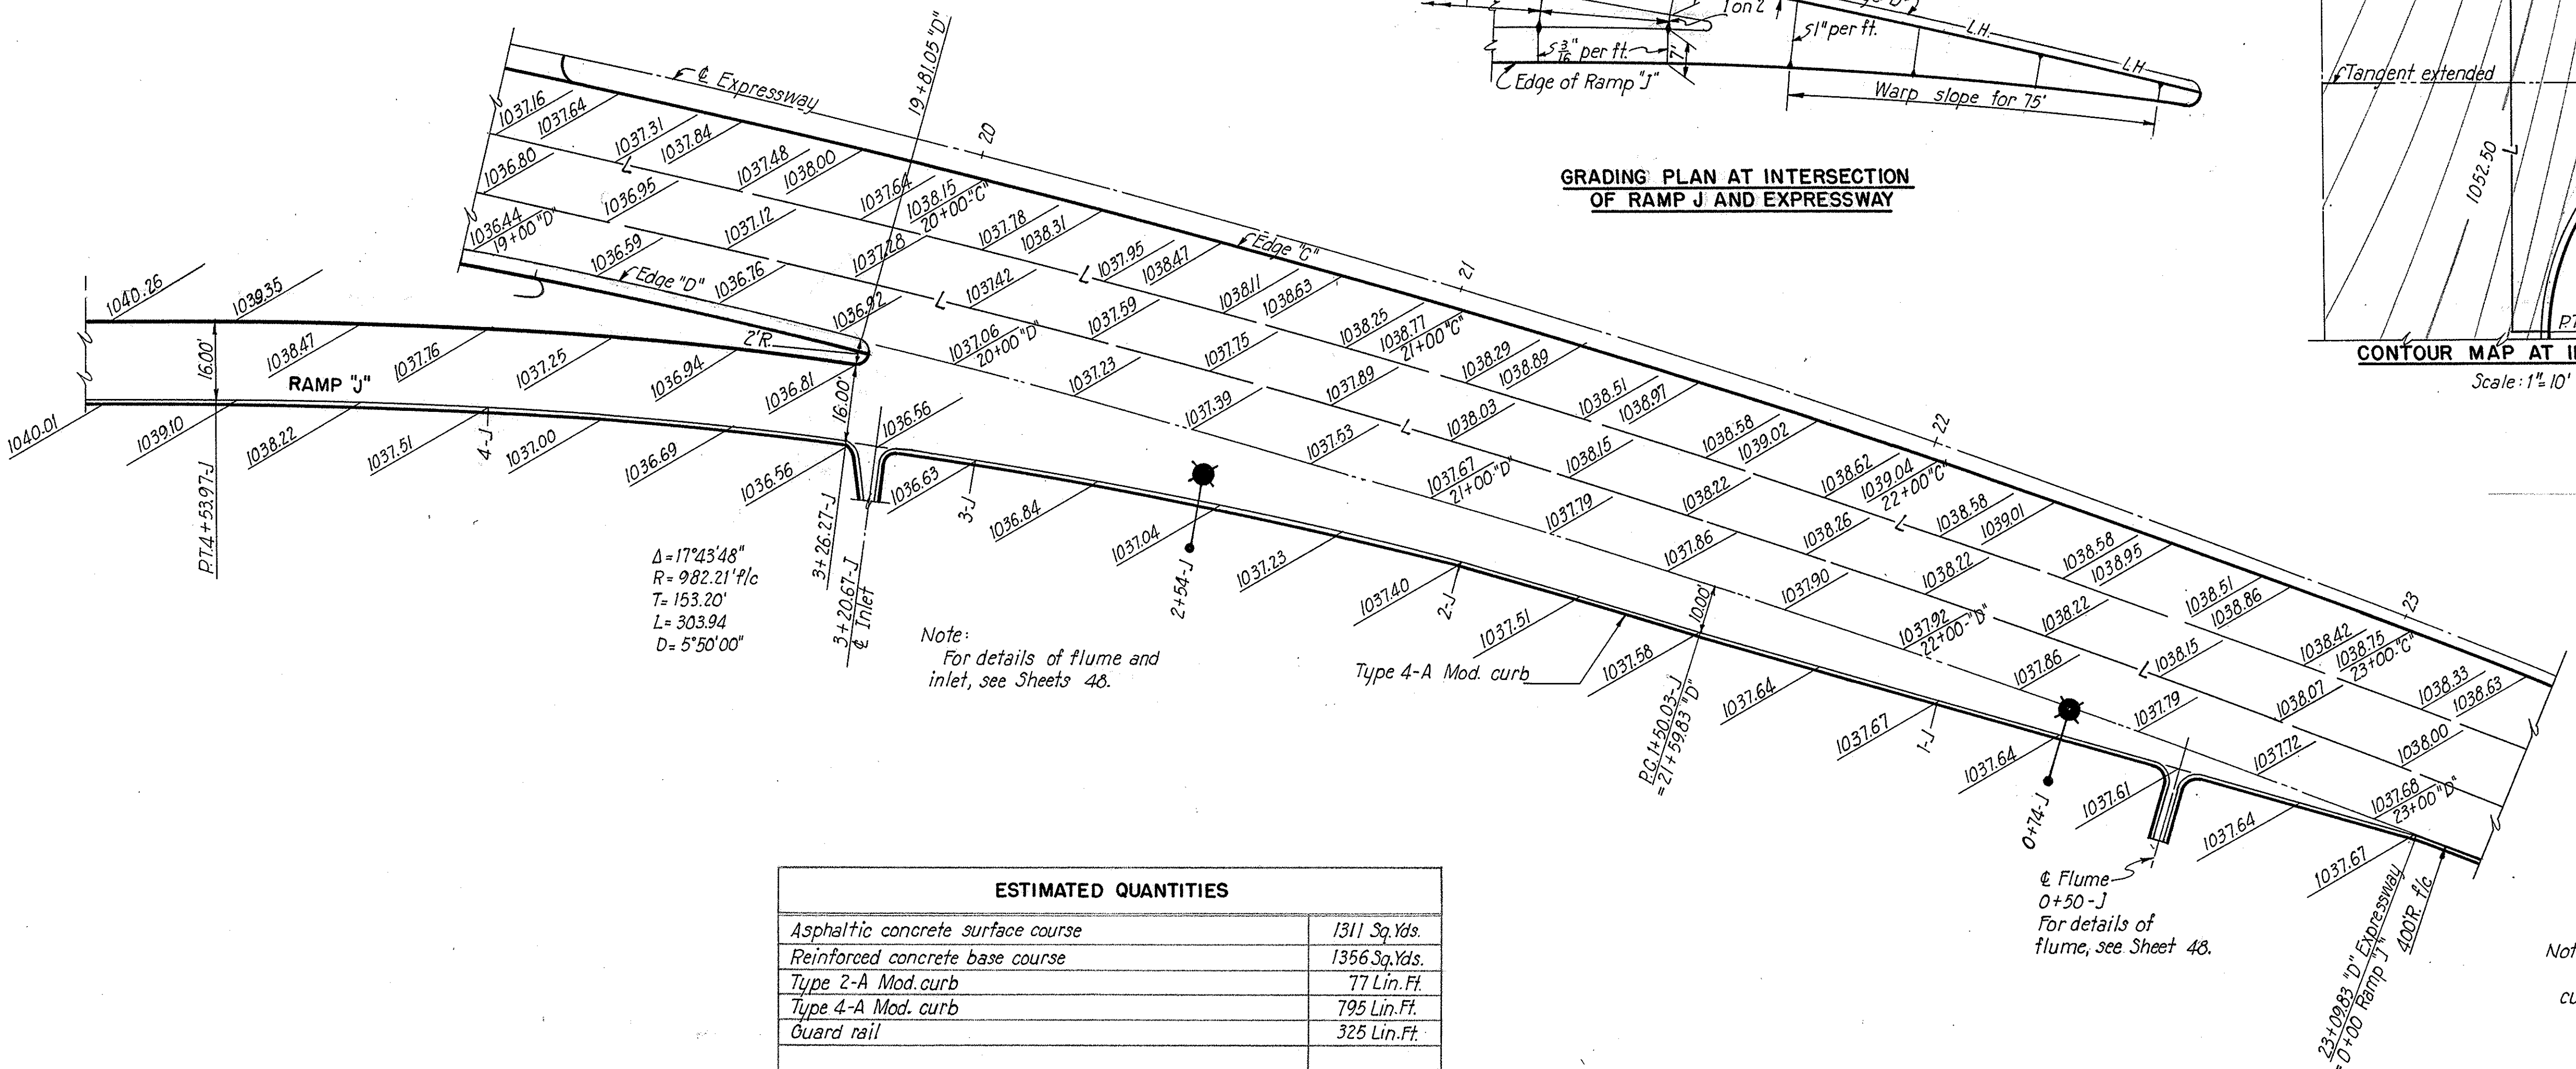 1 on 2
S 3/16" per ft.
7"
Edge of Ramp "J"
S1" per ft.
L.H.
L.H
Warp slope for 75'
GRADING PLAN AT INTERSECTION
OF RAMP J AND EXPRESSWAY
Tangent extended
1052.50
L
CONTOUR MAP AT
Scale: 1"=10'
℄ Expressway
19+81.05 "D"
20
21
22
23
1037.16
1037.64
1037.31
1037.84
1037.48
1038.00
1037.64
1038.15
20+00-"C"
1037.78
1038.31
1037.95
1038.47
1038.11
1038.63
1038.25
1038.77
21+00"C"
1038.29
1038.89
1038.51
1038.97
1038.58
1039.02
1038.62
1039.04
22+00"C"
1038.58
1039.01
1038.58
1038.95
1038.51
1038.86
1038.42
1038.75
23+00-"C"
1038.33
1038.63
Edge "C"
1036.80
1036.95
1037.12
1037.28
1037.42
1037.59
1037.75
1037.89
1038.03
1038.15
1038.22
1038.26
1038.22
1038.22
1038.15
1038.07
1038.00
1036.44
19+00"D"
1036.59
Edge "D"
1036.76
1036.92
1037.06
20+00"D"
1037.23
1037.39
1037.53
1037.67
21+00-"D"
1037.79
1037.86
1037.90
1037.92
22+00-"D"
1037.86
1037.79
1037.72
1037.68
23+00"D"
L
L
L
L
L
L
1040.26
1039.35
1038.47
1037.76
1037.25
1036.94
1036.81
2'R.
16.00'
16.00'
RAMP "J"
1040.01
1039.10
1038.22
1037.51
1037.00
1036.69
1036.56
1036.56
1036.63
1036.84
1037.04
1037.23
1037.40
1037.51
1037.58
1037.64
1037.67
1037.64
1037.61
1037.64
1037.67
P.T.4+53.97-J
4-J
3+26.27-J
3+20.67-J
℄ Inlet
3-J
2+54-J
2-J
10.00'
P.C.1+50.03-J
=21+59.83 "D"
1-J
0+74-J
Δ=17°43'48"
R=982.21'f/c
T=153.20'
L=303.94
D=5°50'00"
Note:
For details of flume and
inlet, see Sheets 48.
Type 4-A Mod. curb
℄ Flume
0+50-J
For details of
flume, see Sheet 48.
23+09.83 "D" Expressway
=0+00 Ramp "J"
400'R. f/c
ESTIMATED QUANTITIES
Asphaltic concrete surface course 1311 Sq.Yds.
Reinforced concrete base course 1356 Sq.Yds.
Type 2-A Mod. curb 77 Lin.Ft.
Type 4-A Mod. curb 795 Lin.Ft.
Guard rail 325 Lin.Ft.